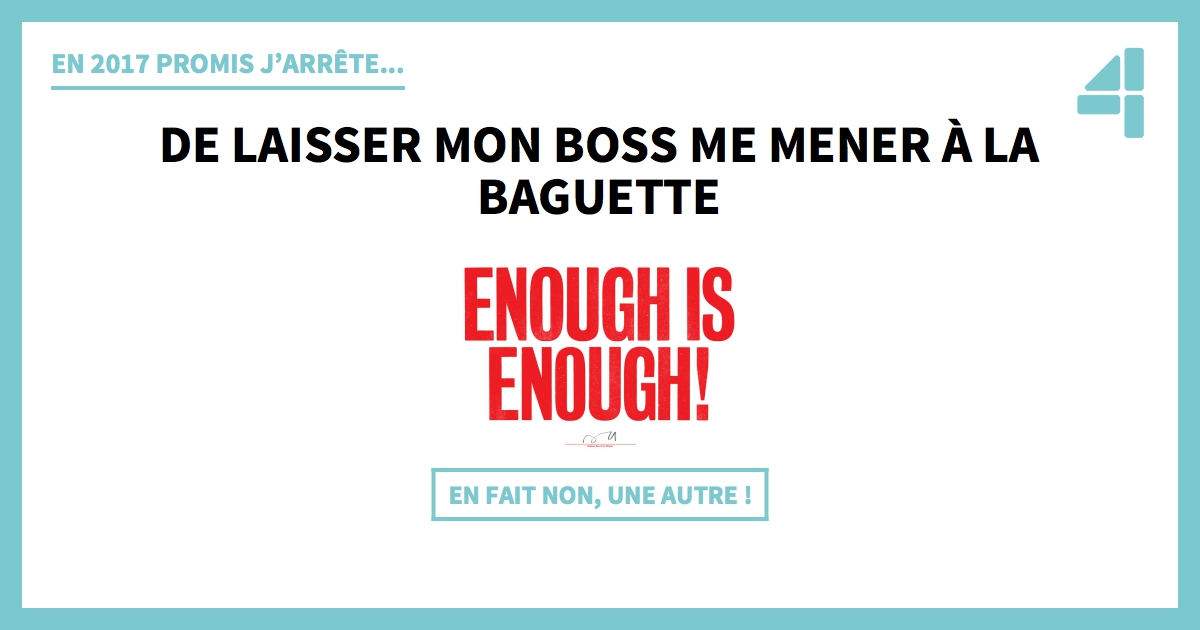 EN 2017 PROMIS J’ARRÊTE...
4
DE LAISSER MON BOSS ME MENER À LA
BAGUETTE
ENOUGH IS
ENOUGH!
EN FAIT NON, UNE AUTRE !